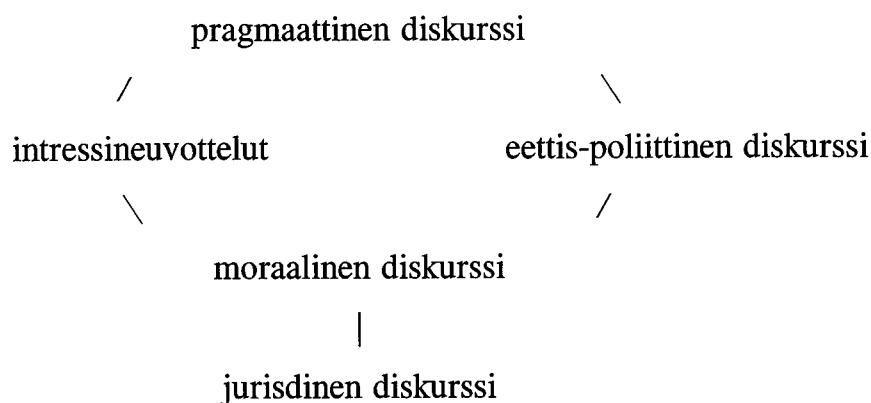 pragmaattinen diskurssi
intressineuvottelut eettis-poliittinen diskurssi
moraalinen diskurssi
jurisdinen diskurssi